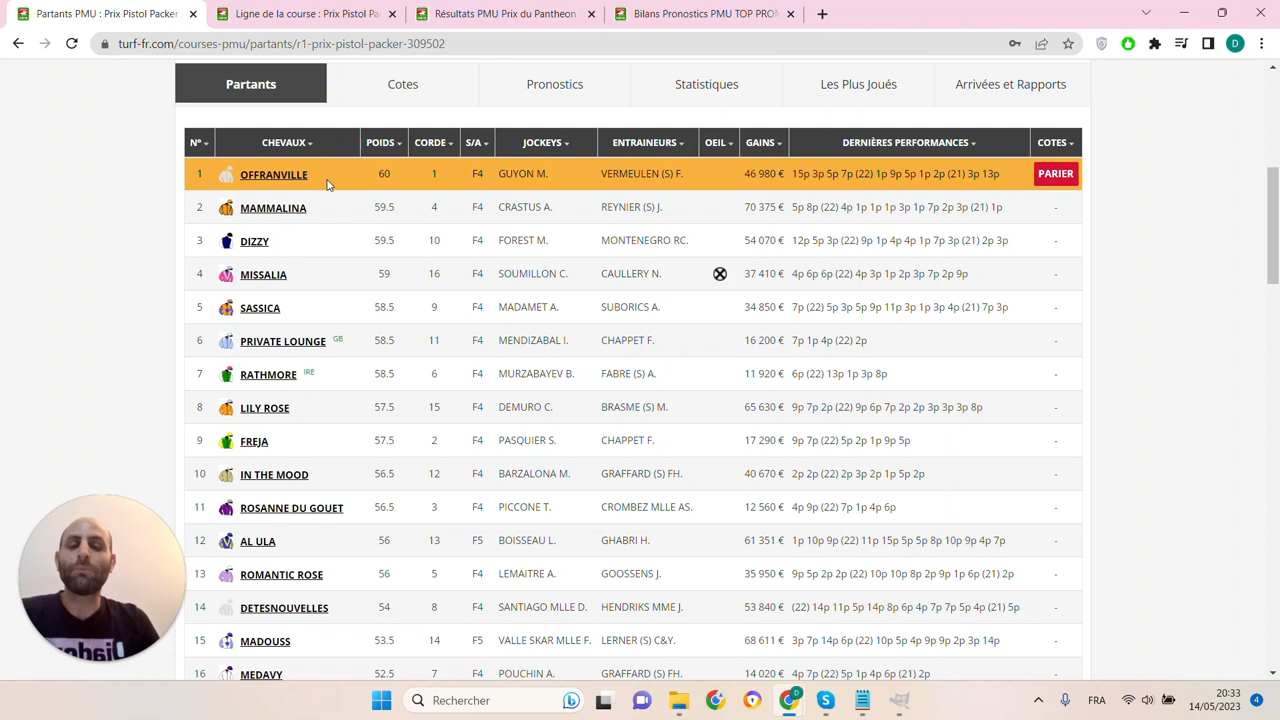 PMU : Prix Pistol Packer
Ligne de la course : Prix Pistol Pa
Résultats PMU Prix du Pantheon
Bilans Pronostics PMU TOP PRON
turf-fr.com/courses-pmu/partants/r1-prix-pistol-packer-309502
D
Partants Cotes Pronostics Statistiques Les Plus Joués Arrivées et Rapports
N° CHEVAUX POIDS CORDE S/A JOCKEYS ENTRAINEURS OEIL GAINS DERNIÈRES PERFORMANCES COTES
1 OFFRANVILLE 60 1 F4 GUYON M. VERMEULEN (S) F. 46 980 € 15p 3p 5p 7p (22) 1p 9p 5p 1p 2p (21) 3p 13p PARIER
2 MAMMALINA 59.5 4 F4 CRASTUS A. REYNIER (S) J. 70 375 € 5p 8p (22) 4p 1p 1p 1p 3p 1p 7p 2p 3p (21) 1p -
3 DIZZY 59.5 10 F4 FOREST M. MONTENEGRO RC. 54 070 € 12p 5p 3p (22) 9p 1p 4p 4p 1p 7p 3p (21) 2p 3p -
4 MISSALIA 59 16 F4 SOUMILLON C. CAULLERY N. 37 410 € 4p 6p 6p (22) 4p 3p 1p 2p 3p 7p 2p 9p -
5 SASSICA 58.5 9 F4 MADAMET A. SUBORICS A. 34 850 € 7p (22) 5p 3p 5p 9p 11p 3p 1p 3p 4p (21) 7p 3p -
6 PRIVATE LOUNGE GB 58.5 11 F4 MENDIZABAL I. CHAPPET F. 16 200 € 7p 1p 4p (22) 2p -
7 RATHMORE IRE 58.5 6 F4 MURZABAYEV B. FABRE (S) A. 11 920 € 6p (22) 13p 1p 3p 8p -
8 LILY ROSE 57.5 15 F4 DEMURO C. BRASME (S) M. 65 630 € 9p 7p 2p (22) 9p 6p 7p 2p 2p 3p 3p 3p 8p -
9 FREJA 57.5 2 F4 PASQUIER S. CHAPPET F. 17 290 € 9p 7p (22) 5p 2p 1p 9p 5p -
10 IN THE MOOD 56.5 12 F4 BARZALONA M. GRAFFARD (S) FH. 40 670 € 2p 2p (22) 2p 3p 2p 1p 5p 2p -
11 ROSANNE DU GOUET 56.5 3 F4 PICCONE T. CROMBEZ MLLE AS. 12 560 € 4p 9p (22) 7p 1p 4p 6p -
12 AL ULA 56 13 F5 BOISSEAU L. GHABRI H. 61 351 € 1p 10p 9p (22) 11p 15p 5p 5p 8p 10p 9p 4p 7p -
13 ROMANTIC ROSE 56 5 F4 LEMAITRE A. GOOSSENS J. 35 950 € 9p 5p 2p 2p (22) 10p 10p 8p 2p 9p 1p 6p (21) 2p -
14 DETESNOUVELLES 54 8 F4 SANTIAGO MLLE D. HENDRIKS MME J. 53 840 € (22) 14p 11p 5p 14p 8p 6p 4p 7p 7p 5p 4p (21) 5p -
15 MADOUSS 53.5 14 F5 VALLE SKAR MLLE F. LERNER (S) C&Y. 68 611 € 3p 7p 14p 6p (22) 10p 5p 4p 9p 9p 2p 3p 14p -
16 MEDAVY 52.5 7 F4 POUCHIN A. GRAFFARD (S) FH. 14 020 € 4p 7p (22) 5p 1p 4p 6p (21) 2p -
Rechercher
FRA
20:33
14/05/2023
4